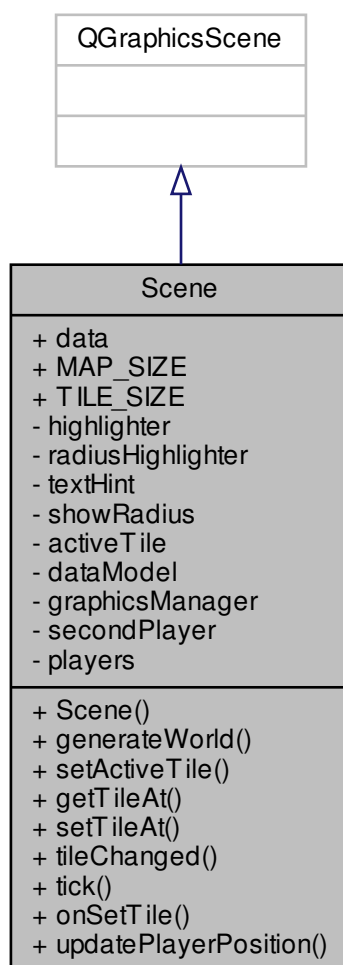 QGraphicsScene
Scene
+ data
+ MAP_SIZE
+ TILE_SIZE
- highlighter
- radiusHighlighter
- textHint
- showRadius
- activeTile
- dataModel
- graphicsManager
- secondPlayer
- players
+ Scene()
+ generateWorld()
+ setActiveTile()
+ getTileAt()
+ setTileAt()
+ tileChanged()
+ tick()
+ onSetTile()
+ updatePlayerPosition()